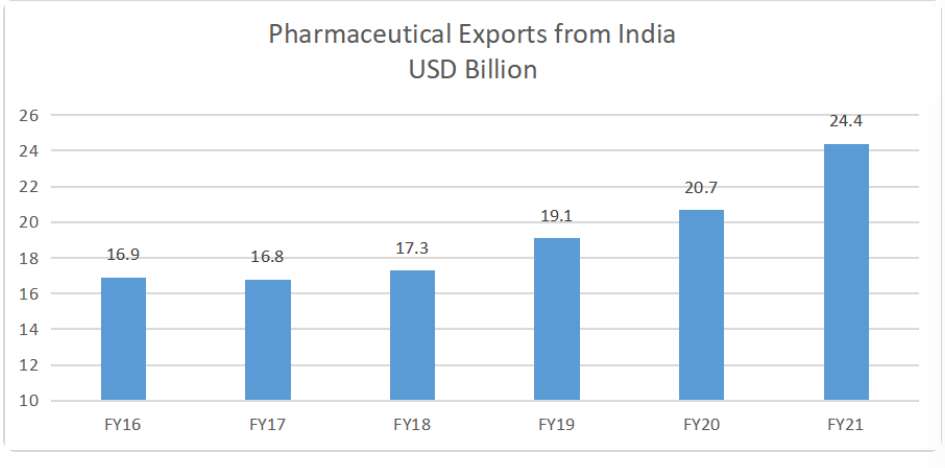 Pharmaceutical Exports from India
USD Billion
26
24
22
20
18
16
14
12
10
16.9
16.8
17.3
19.1
20.7
24.4
FY16
FY17
FY18
FY19
FY20
FY21